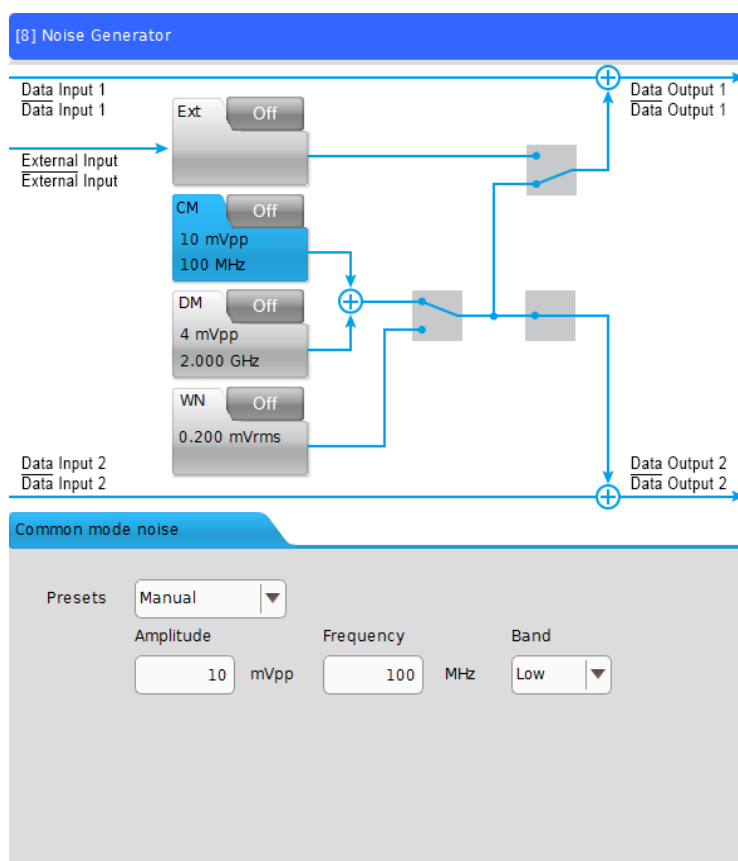 [8] Noise Generator
Data Input 1
Data Input 1
Data Output 1
Data Output 1
Ext
Off
External Input
External Input
CM
Off
10 mVpp
100 MHz
DM
Off
4 mVpp
2.000 GHz
WN
Off
0.200 mVrms
Data Input 2
Data Input 2
Data Output 2
Data Output 2
Common mode noise
Presets
Manual
Amplitude
Frequency
Band
10 mVpp
100 MHz
Low